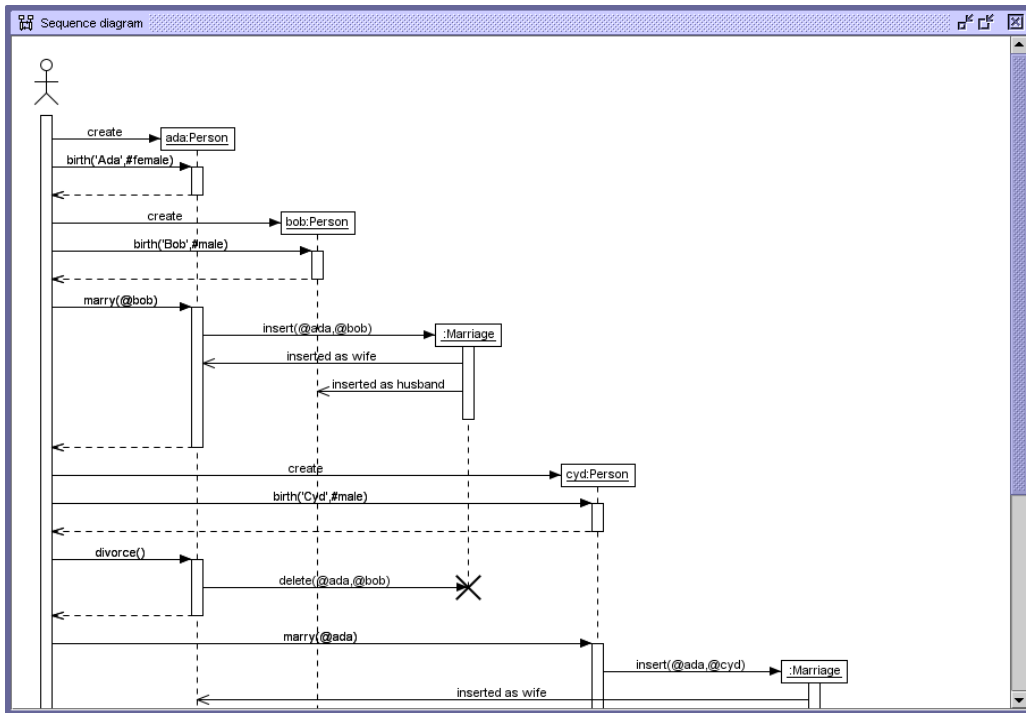 Sequence diagram
create
ada:Person
birth('Ada',#female)
create
bob:Person
birth('Bob',#male)
marry(@bob)
insert(@ada,@bob)
:Marriage
inserted as wife
inserted as husband
create
cyd:Person
birth('Cyd',#male)
divorce()
delete(@ada,@bob)
marry(@ada)
insert(@ada,@cyd)
:Marriage
inserted as wife